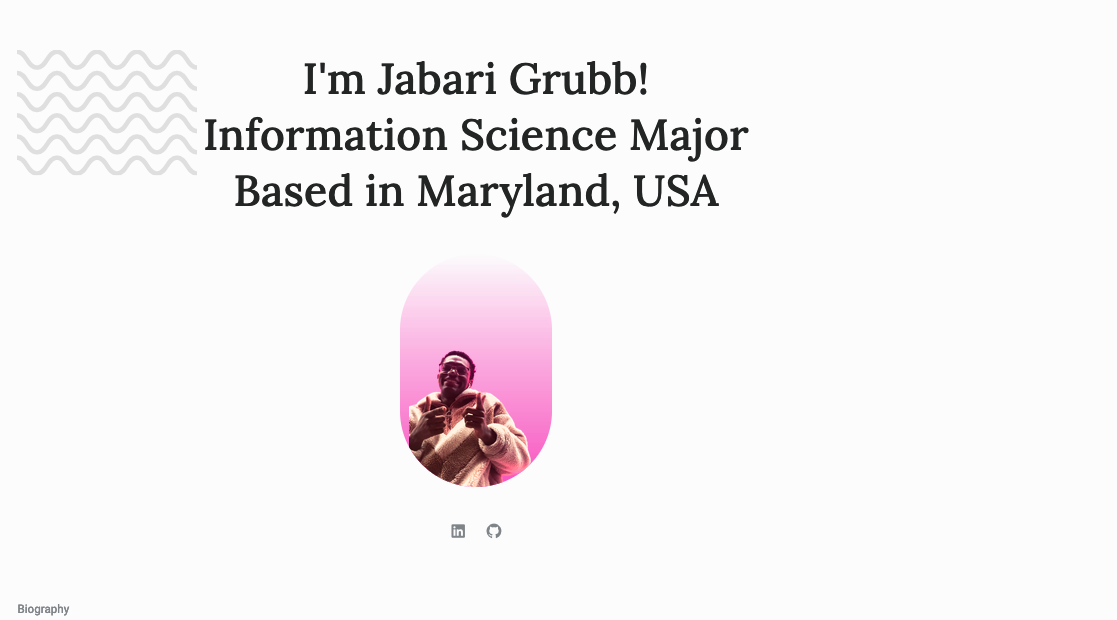 I'm Jabari Grubb!
Information Science Major
Based in Maryland, USA
Biography